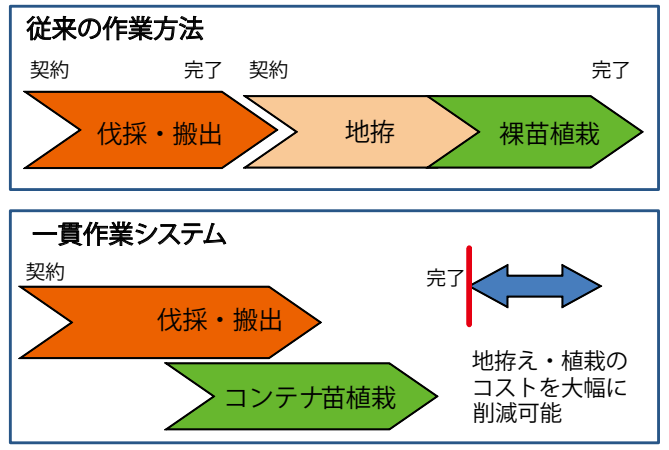 従来の作業方法
契約 完了 契約 完了
伐採・搬出 地拵 裸苗植栽
一貫作業システム
契約 完了
伐採・搬出
コンテナ苗植栽
地拵え・植栽の
コストを大幅に
削減可能